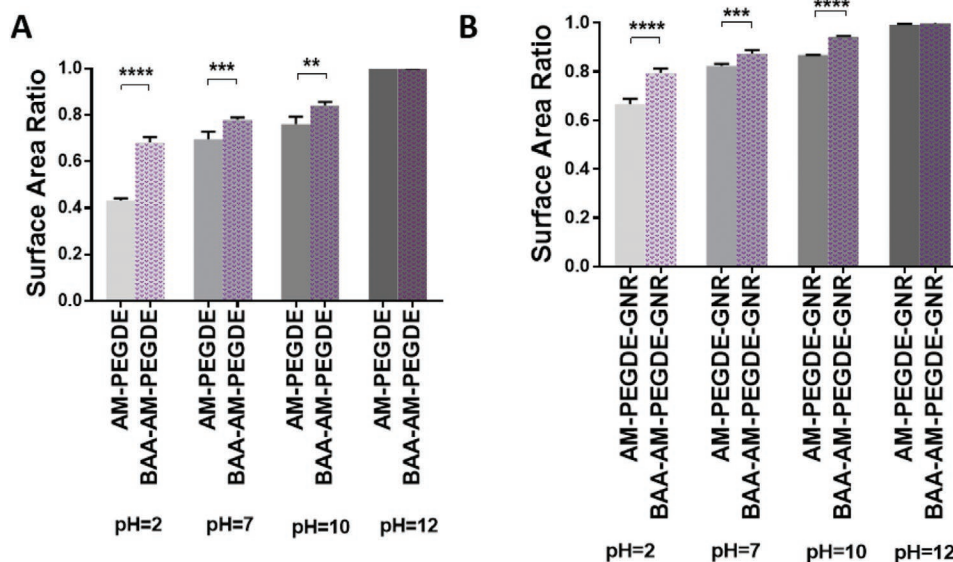 A
Surface Area Ratio
1.0
0.8
0.6
0.4
0.2
0.0
****
***
**
AM-PEGDE
BAA-AM-PEGDE
AM-PEGDE
BAA-AM-PEGDE
AM-PEGDE
BAA-AM-PEGDE
AM-PEGDE
BAA-AM-PEGDE
pH=2
pH=7
pH=10
pH=12
B
Surface Area Ratio
1.0
0.8
0.6
0.4
0.2
0.0
****
***
****
AM-PEGDE-GNR
BAA-AM-PEGDE-GNR
AM-PEGDE-GNR
BAA-AM-PEGDE-GNR
AM-PEGDE-GNR
BAA-AM-PEGDE-GNR
AM-PEGDE-GNR
BAA-AM-PEGDE-GNR
pH=2
pH=7
pH=10
pH=12